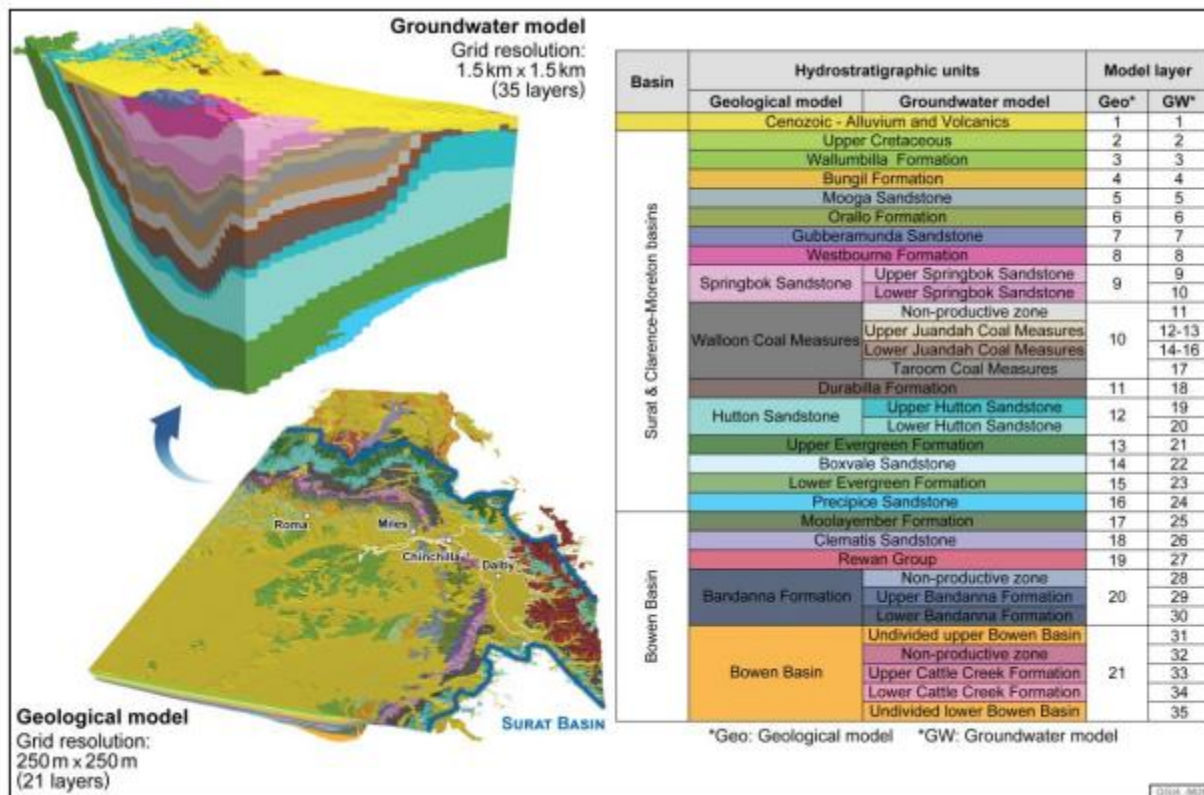 Groundwater model
Grid resolution:
1.5 km x 1.5 km
(35 layers)
Roma
Miles
Chinchilla
Dalby
SURAT BASIN
Geological model
Grid resolution:
250 m x 250 m
(21 layers)
Basin Hydrostratigraphic units Model layer
Geological model Groundwater model Geo* GW*
Cenozoic - Alluvium and Volcanics 1 1
Surat & Clarence-Moreton basins
Upper Cretaceous 2 2
Wallumbilla Formation 3 3
Bungil Formation 4 4
Mooga Sandstone 5 5
Orallo Formation 6 6
Gubberamunda Sandstone 7 7
Westbourne Formation 8 8
Springbok Sandstone 9
Upper Springbok Sandstone 9
Lower Springbok Sandstone 10
Walloon Coal Measures 10
Non-productive zone 11
Upper Juandah Coal Measures 12-13
Lower Juandah Coal Measures 14-16
Taroom Coal Measures 17
Durabilla Formation 11 18
Hutton Sandstone 12
Upper Hutton Sandstone 19
Lower Hutton Sandstone 20
Upper Evergreen Formation 13 21
Boxvale Sandstone 14 22
Lower Evergreen Formation 15 23
Precipice Sandstone 16 24
Bowen Basin
Moolayember Formation 17 25
Clematis Sandstone 18 26
Rewan Group 19 27
Bandanna Formation 20
Non-productive zone 28
Upper Bandanna Formation 29
Lower Bandanna Formation 30
Bowen Basin 21
Undivided upper Bowen Basin 31
Non-productive zone 32
Upper Cattle Creek Formation 33
Lower Cattle Creek Formation 34
Undivided lower Bowen Basin 35
*Geo: Geological model *GW: Groundwater model